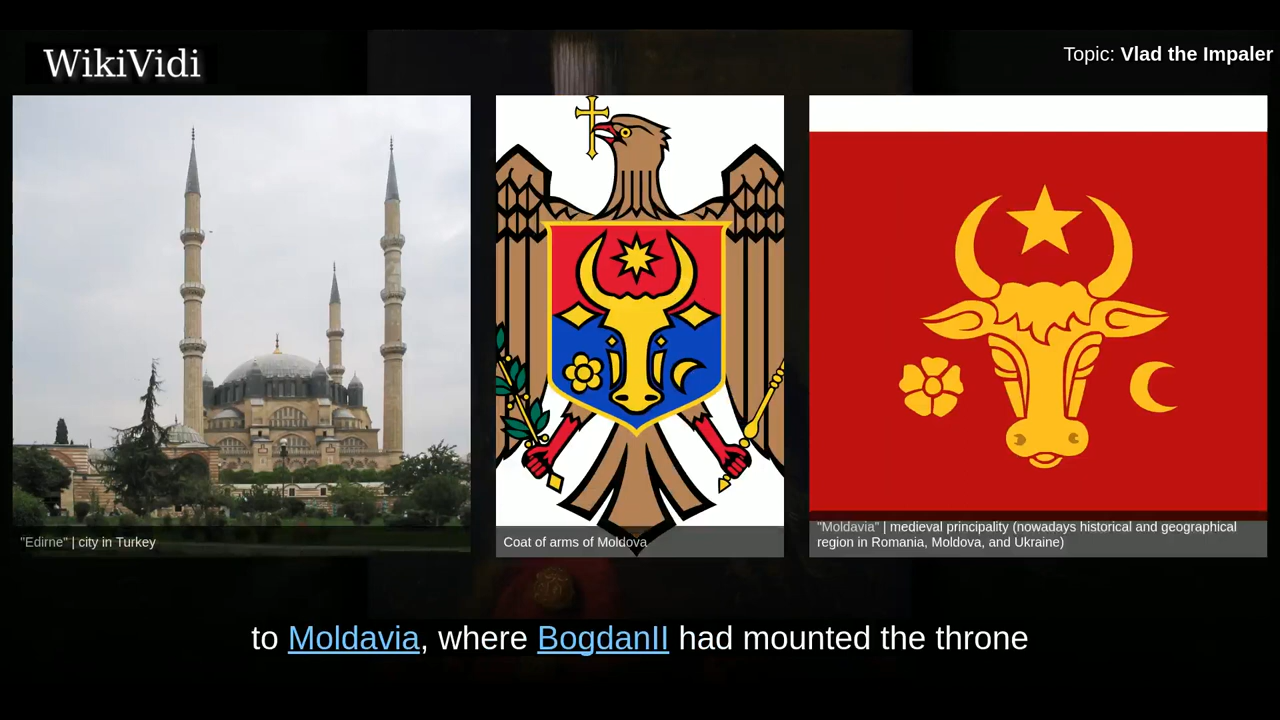 WikiVidi
Topic: Vlad the Impaler
"Edirne" | city in Turkey
Coat of arms of Moldova
"Moldavia" | medieval principality (nowadays historical and geographical
region in Romania, Moldova, and Ukraine)
to Moldavia, where BogdanII had mounted the throne